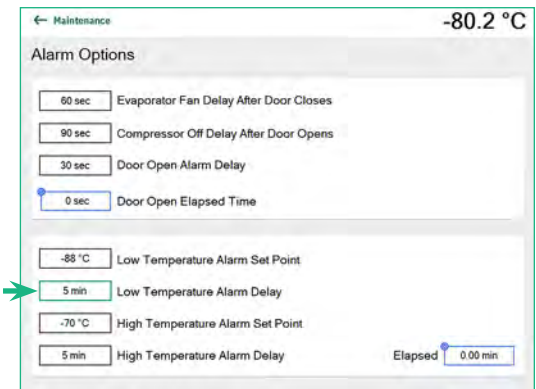 ← Maintenance -80.2 °C
Alarm Options
60 sec Evaporator Fan Delay After Door Closes
90 sec Compressor Off Delay After Door Opens
30 sec Door Open Alarm Delay
0 sec Door Open Elapsed Time
-88 °C Low Temperature Alarm Set Point
5 min Low Temperature Alarm Delay
-70 °C High Temperature Alarm Set Point
5 min High Temperature Alarm Delay Elapsed 0.00 min